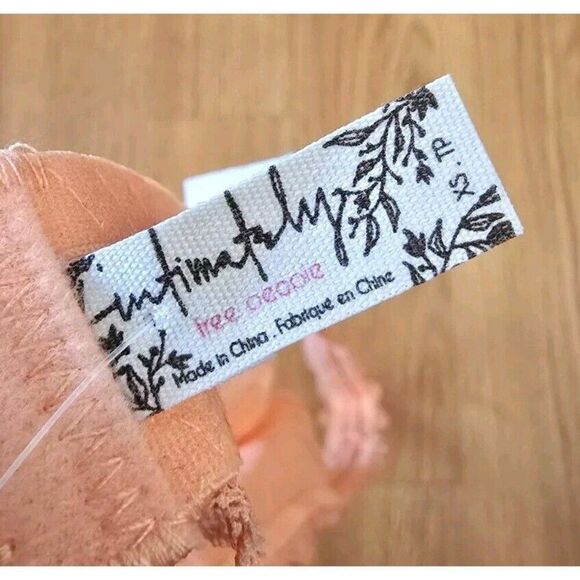 intimately
free people
Made in China . Fabriqué en Chine
XS . TP